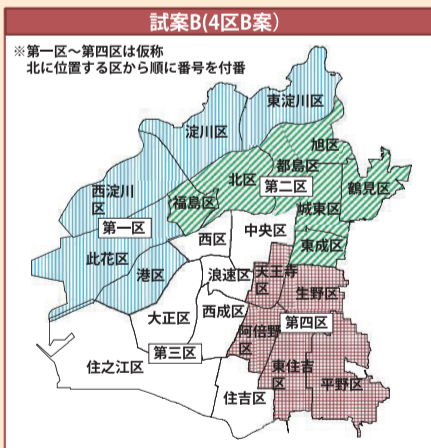 試案B(4区B案)
※第一区～第四区は仮称
北に位置する区から順に番号を付番
東淀川区
淀川区
旭区
都島区
北区
第二区
鶴見区
西淀川
区
福島区
城東区
第一区
中央区
西区
東成区
此花区
港区
浪速区
天王寺
区
生野区
大正区
西成区
阿倍野
区
第四区
第三区
住之江区
東住吉
区
平野区
住吉区